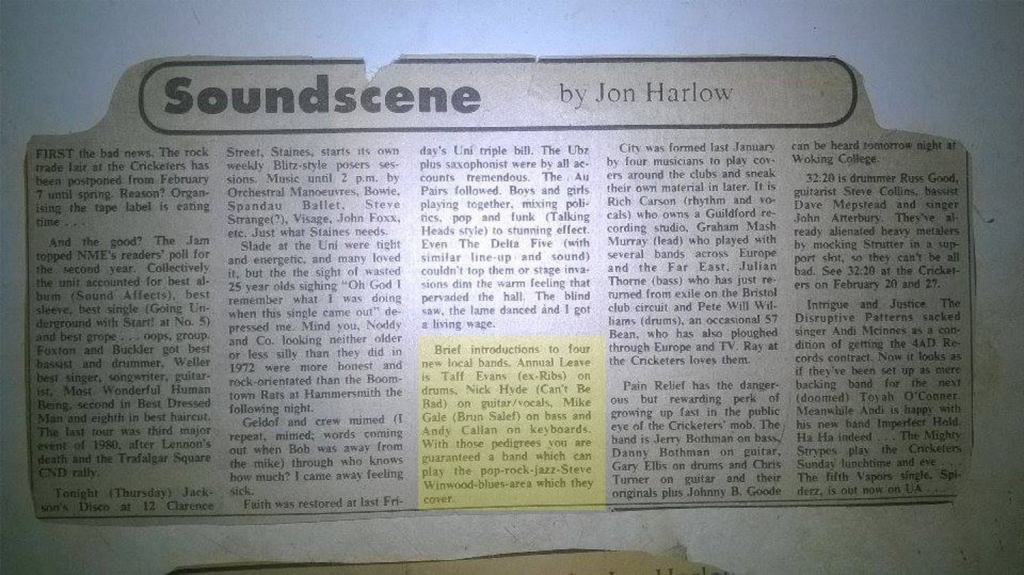 Soundscene
by Jon Harlow
FIRST the bad news. The rock
trade fair at the Cricketers has
been postponed from February
7 until spring. Reason? Organ-
ising the tape label is eating
time . . .
And the good? The Jam
topped NME's readers' poll for
the second year. Collectively
the unit accounted for best al-
bum (Sound Affects), best
sleeve, best single (Going Un-
derground with Start! at No. 5)
and best grope . . . oops, group.
Foxton and Buckler got best
bassist and drummer, Weller
best singer, songwriter, guitar-
ist, Most Wonderful Human
Being, second in Best Dressed
Man and eighth in best haircut.
The last tour was third major
event of 1980, after Lennon's
death and the Trafalgar Square
CND rally.
Tonight (Thursday) Jack-
son's Disco at 12 Clarence
Street, Staines, starts its own
weekly Blitz-style posers ses-
sions. Music until 2 p.m. by
Orchestral Manoeuvres, Bowie,
Spandau Ballet, Steve
Strange(?), Visage, John Foxx,
etc. Just what Staines needs.
Slade at the Uni were tight
and energetic, and many loved
it, but the the sight of wasted
25 year olds sighing "Oh God I
remember what I was doing
when this single came out" de-
pressed me. Mind you, Noddy
and Co. looking neither older
or less silly than they did in
1972 were more honest and
rock-orientated than the Boom-
town Rats at Hammersmith the
following night.
Geldof and crew mimed (I
repeat, mimed; words coming
out when Bob was away from
the mike) through who knows
how much? I came away feeling
sick.
Faith was restored at last Fri-
day's Uni triple bill. The Ubz
plus saxophonist were by all ac-
counts tremendous. The Au
Pairs followed. Boys and girls
playing together, mixing poli-
tics, pop and funk (Talking
Heads style) to stunning effect.
Even The Delta Five (with
similar line-up and sound)
couldn't top them or stage inva-
sions dim the warm feeling that
pervaded the hall. The blind
saw, the lame danced and I got
a living wage.
Brief introductions to four
new local bands. Annual Leave
is Taff Evans (ex-Ribs) on
drums, Nick Hyde (Can't Be
Bad) on guitar/vocals, Mike
Gale (Brun Salef) on bass and
Andy Callan on keyboards.
With those pedigrees you are
guaranteed a band which can
play the pop-rock-jazz-Steve
Winwood-blues-area which they
cover.
City was formed last January
by four musicians to play cov-
ers around the clubs and sneak
their own material in later. It is
Rich Carson (rhythm and vo-
cals) who owns a Guildford re-
cording studio, Graham Mash
Murray (lead) who played with
several bands across Europe
and the Far East, Julian
Thorne (bass) who has just re-
turned from exile on the Bristol
club circuit and Pete Will Wil-
liams (drums), an occasional 57
Bean, who has also ploughed
through Europe and TV. Ray at
the Cricketers loves them.
Pain Relief has the danger-
ous but rewarding perk of
growing up fast in the public
eye of the Cricketers' mob. The
band is Jerry Bothman on bass,
Danny Bothman on guitar,
Gary Ellis on drums and Chris
Turner on guitar and their
originals plus Johnny B. Goode
can be heard tomorrow night at
Woking College.
32:20 is drummer Russ Good,
guitarist Steve Collins, bassist
Dave Mepstead and singer
John Atterbury. They've al-
ready alienated heavy metalers
by mocking Strutter in a sup-
port slot, so they can't be all
bad. See 32:20 at the Cricket-
ers on February 20 and 27.
Intrigue and Justice. The
Disruptive Patterns sacked
singer Andi Mcinnes as a con-
dition of getting the 4AD Re-
cords contract. Now it looks as
if they've been set up as mere
backing band for the next
(doomed) Toyah O'Conner.
Meanwhile Andi is happy with
his new band Imperfect Hold.
Ha Ha indeed . . . The Mighty
Strypes play the Cricketers
Sunday lunchtime and eve . . .
The fifth Vapors single, Spi-
derz, is out now on UA . . .